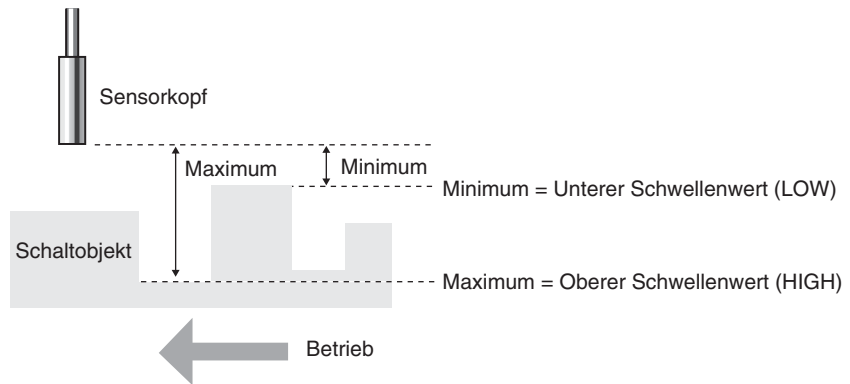 Sensorkopf
Maximum
Minimum
Minimum = Unterer Schwellenwert (LOW)
Schaltobjekt
Maximum = Oberer Schwellenwert (HIGH)
Betrieb